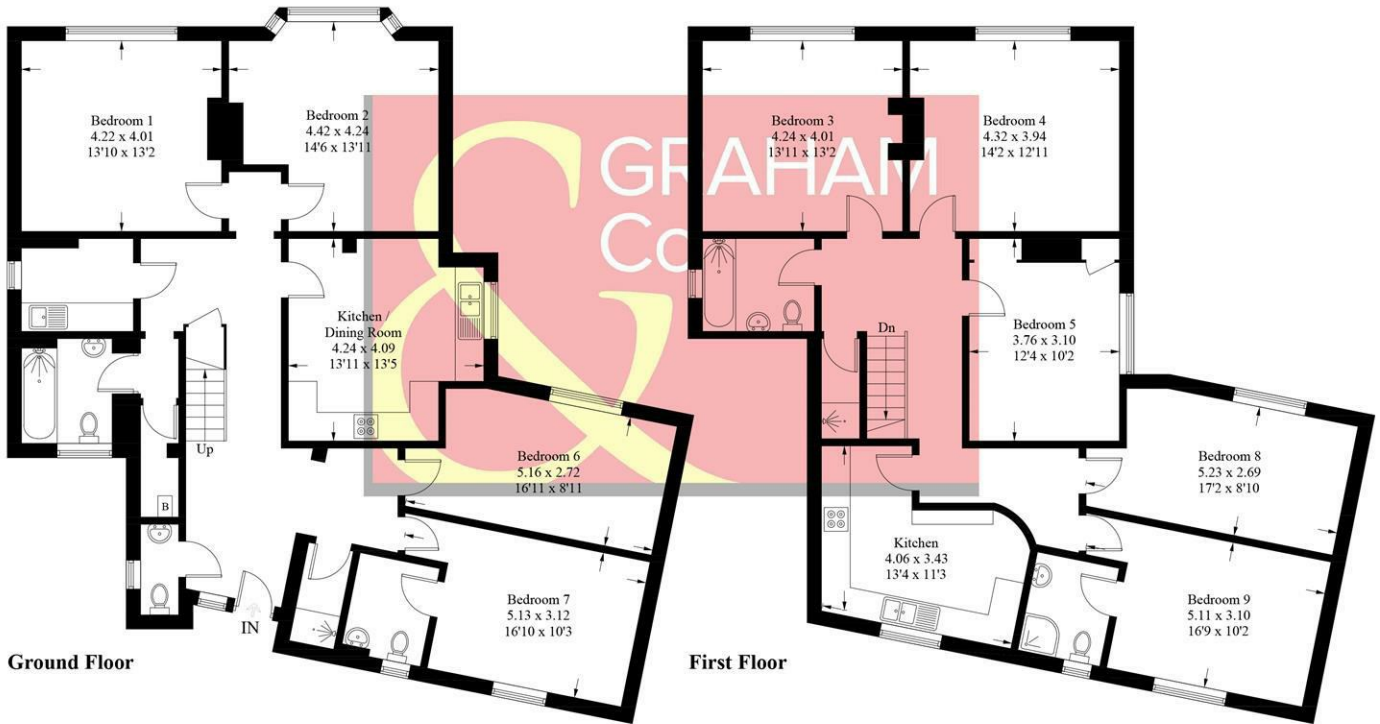 Bedroom 1
4.22 x 4.01
13'10 x 13'2
Bedroom 2
4.42 x 4.24
14'6 x 13'11
Bedroom 3
4.24 x 4.01
13'11 x 13'2
Bedroom 4
4.32 x 3.94
14'2 x 12'11
GRAHAM
& Co
Kitchen /
Dining Room
4.24 x 4.09
13'11 x 13'5
Dn
Bedroom 5
3.76 x 3.10
12'4 x 10'2
Up
Bedroom 6
5.16 x 2.72
16'11 x 8'11
Bedroom 8
5.23 x 2.69
17'2 x 8'10
B
Kitchen
4.06 x 3.43
13'4 x 11'3
Bedroom 7
5.13 x 3.12
16'10 x 10'3
Bedroom 9
5.11 x 3.10
16'9 x 10'2
IN
Ground Floor
First Floor